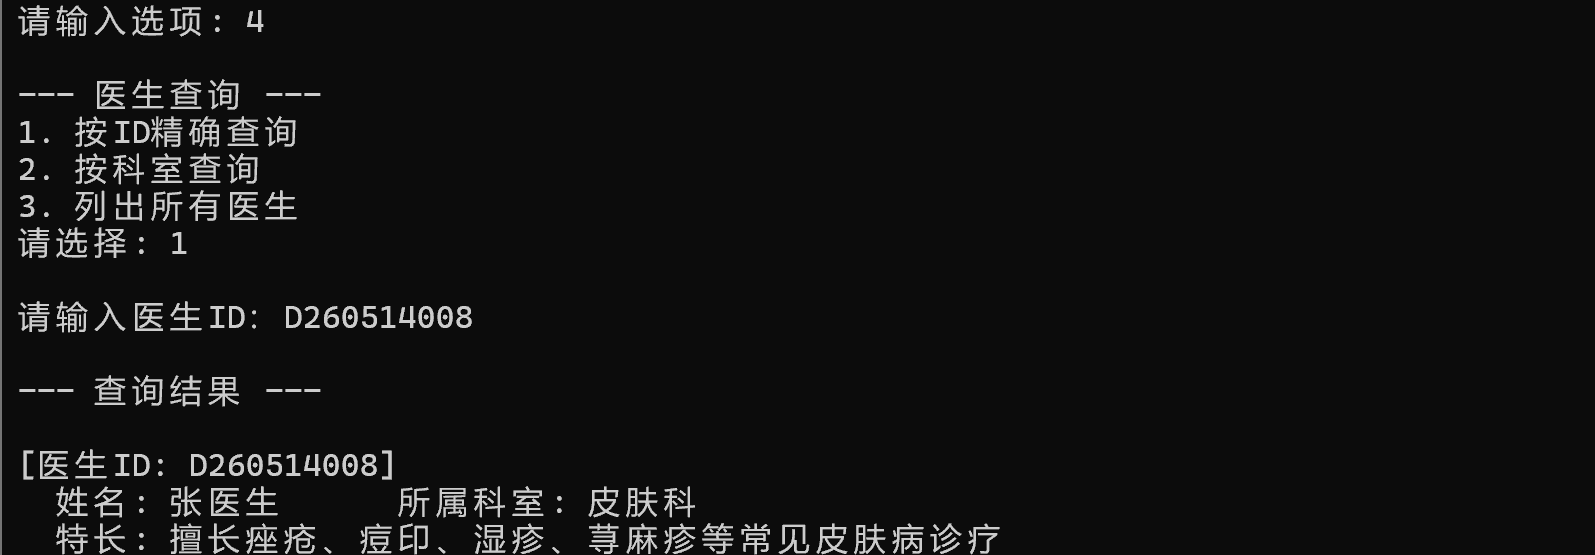 请输入选项: 4
--- 医生查询 ---
1. 按ID精确查询
2. 按科室查询
3. 列出所有医生
请选择: 1
请输入医生ID: D260514008
--- 查询结果 ---
[医生ID: D260514008]
姓名: 张医生 所属科室: 皮肤科
特长: 擅长痤疮、痘印、湿疹、荨麻疹等常见皮肤病诊疗